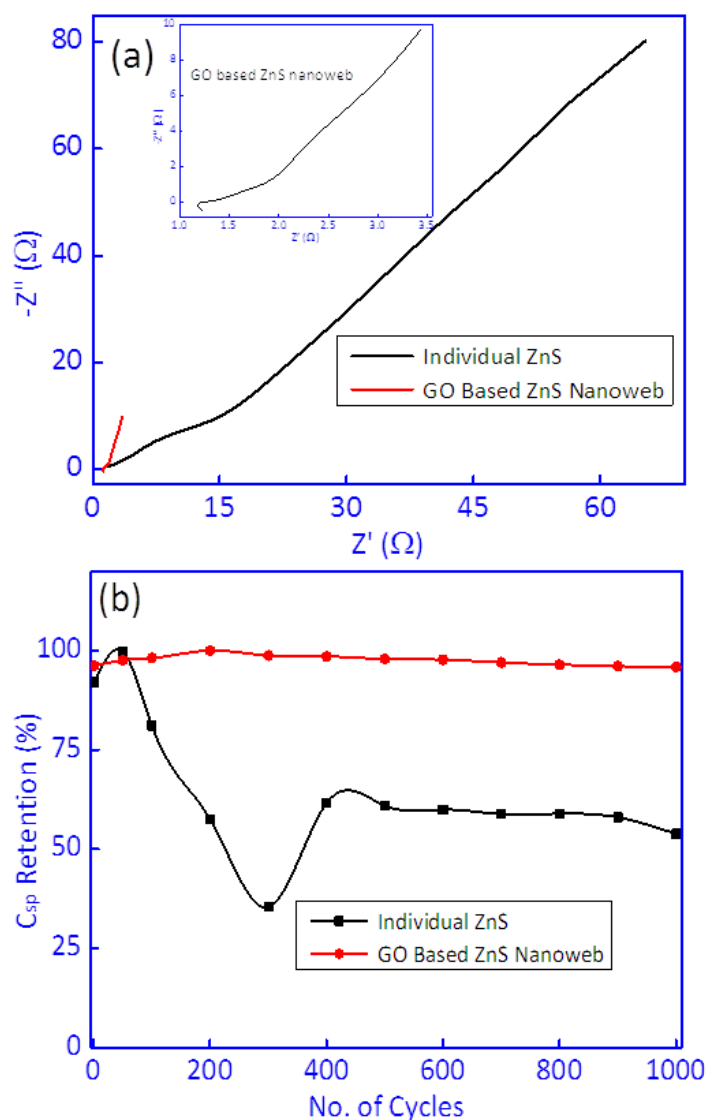 (a)
GO based ZnS nanoweb
10
8
6
4
2
0
-Z'' (Ω)
1.0 1.5 2.0 2.5 3.0 3.5
Z' (Ω)
80
60
40
20
0
-Z'' (Ω)
Individual ZnS
GO Based ZnS Nanoweb
0 15 30 45 60
Z' (Ω)
(b)
100
75
50
25
0
Csp Retention (%)
Individual ZnS
GO Based ZnS Nanoweb
0 200 400 600 800 1000
No. of Cycles